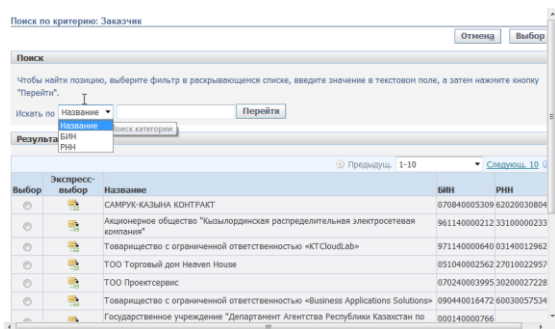 Поиск по критерию: Заказчик
Отмена Выбор
Поиск
Чтобы найти позицию, выберите фильтр в раскрывающемся списке, введите значение в текстовом поле, а затем нажмите кнопку
"Перейти".
Искать по Название Перейти
Название
БИН
РНН
Поиск категории
Результа
Предыдущ. 1-10 Следующ. 10
Выбор Экспресс-выбор Название БИН РНН
САМРУК-КАЗЫНА КОНТРАКТ 070840005309 62020030804
Акционерное общество "Кызылординская распределительная электросетевая
компания" 961140000212 33100000233
Товарищество с ограниченной ответственностью «KTCloudLab» 971140000640 03140012962
ТОО Торговый дом Heaven House 051040002562 27010022957
ТОО Проектсервис 070240003995 30200027228
Товарищество с ограниченной ответственностью «Business Applications Solutions» 090440016472 60030057534
Государственное учреждение "Департамент Агентства Республики Казахстан по 000140000766